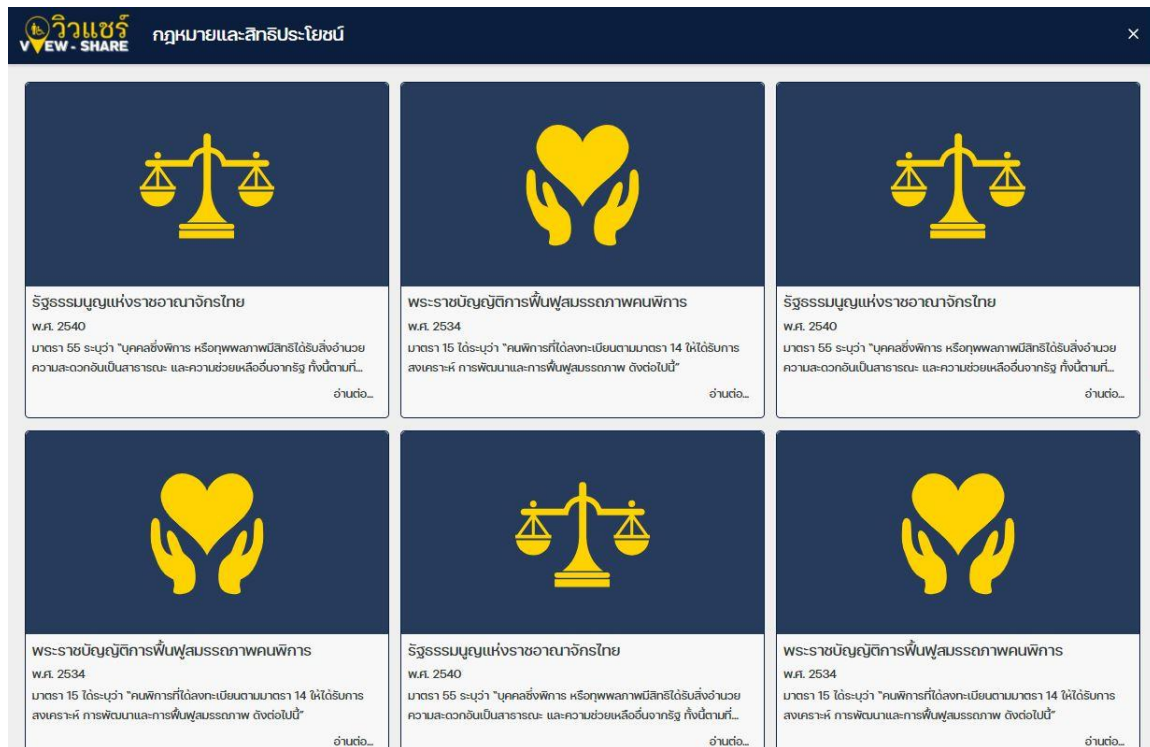 วิวแชร์
VIEW - SHARE
กฎหมายและสิทธิประโยชน์
×
รัฐธรรมนูญแห่งราชอาณาจักรไทย
พ.ศ. 2540
มาตรา 55 ระบุว่า "บุคคลซึ่งพิการ หรือทุพพลภาพมีสิทธิได้รับสิ่งอำนวย
ความสะดวกอันเป็นสาธารณะ และความช่วยเหลืออื่นจากรัฐ ทั้งนี้ตามที่...
อ่านต่อ...
พระราชบัญญัติการฟื้นฟูสมรรถภาพคนพิการ
พ.ศ. 2534
มาตรา 15 ได้ระบุว่า "คนพิการที่ได้ลงทะเบียนตามมาตรา 14 ให้ได้รับการ
สงเคราะห์ การพัฒนาและการฟื้นฟูสมรรถภาพ ดังต่อไปนี้"
อ่านต่อ...
รัฐธรรมนูญแห่งราชอาณาจักรไทย
พ.ศ. 2540
มาตรา 55 ระบุว่า "บุคคลซึ่งพิการ หรือทุพพลภาพมีสิทธิได้รับสิ่งอำนวย
ความสะดวกอันเป็นสาธารณะ และความช่วยเหลืออื่นจากรัฐ ทั้งนี้ตามที่...
อ่านต่อ...
พระราชบัญญัติการฟื้นฟูสมรรถภาพคนพิการ
พ.ศ. 2534
มาตรา 15 ได้ระบุว่า "คนพิการที่ได้ลงทะเบียนตามมาตรา 14 ให้ได้รับการ
สงเคราะห์ การพัฒนาและการฟื้นฟูสมรรถภาพ ดังต่อไปนี้"
อ่านต่อ...
รัฐธรรมนูญแห่งราชอาณาจักรไทย
พ.ศ. 2540
มาตรา 55 ระบุว่า "บุคคลซึ่งพิการ หรือทุพพลภาพมีสิทธิได้รับสิ่งอำนวย
ความสะดวกอันเป็นสาธารณะ และความช่วยเหลืออื่นจากรัฐ ทั้งนี้ตามที่...
อ่านต่อ...
พระราชบัญญัติการฟื้นฟูสมรรถภาพคนพิการ
พ.ศ. 2534
มาตรา 15 ได้ระบุว่า "คนพิการที่ได้ลงทะเบียนตามมาตรา 14 ให้ได้รับการ
สงเคราะห์ การพัฒนาและการฟื้นฟูสมรรถภาพ ดังต่อไปนี้"
อ่านต่อ...